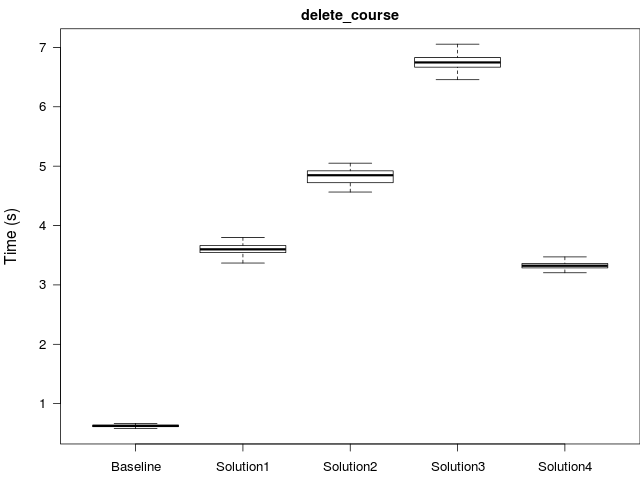 delete_course
Time (s)
7
6
5
4
3
2
1
Baseline
Solution1
Solution2
Solution3
Solution4